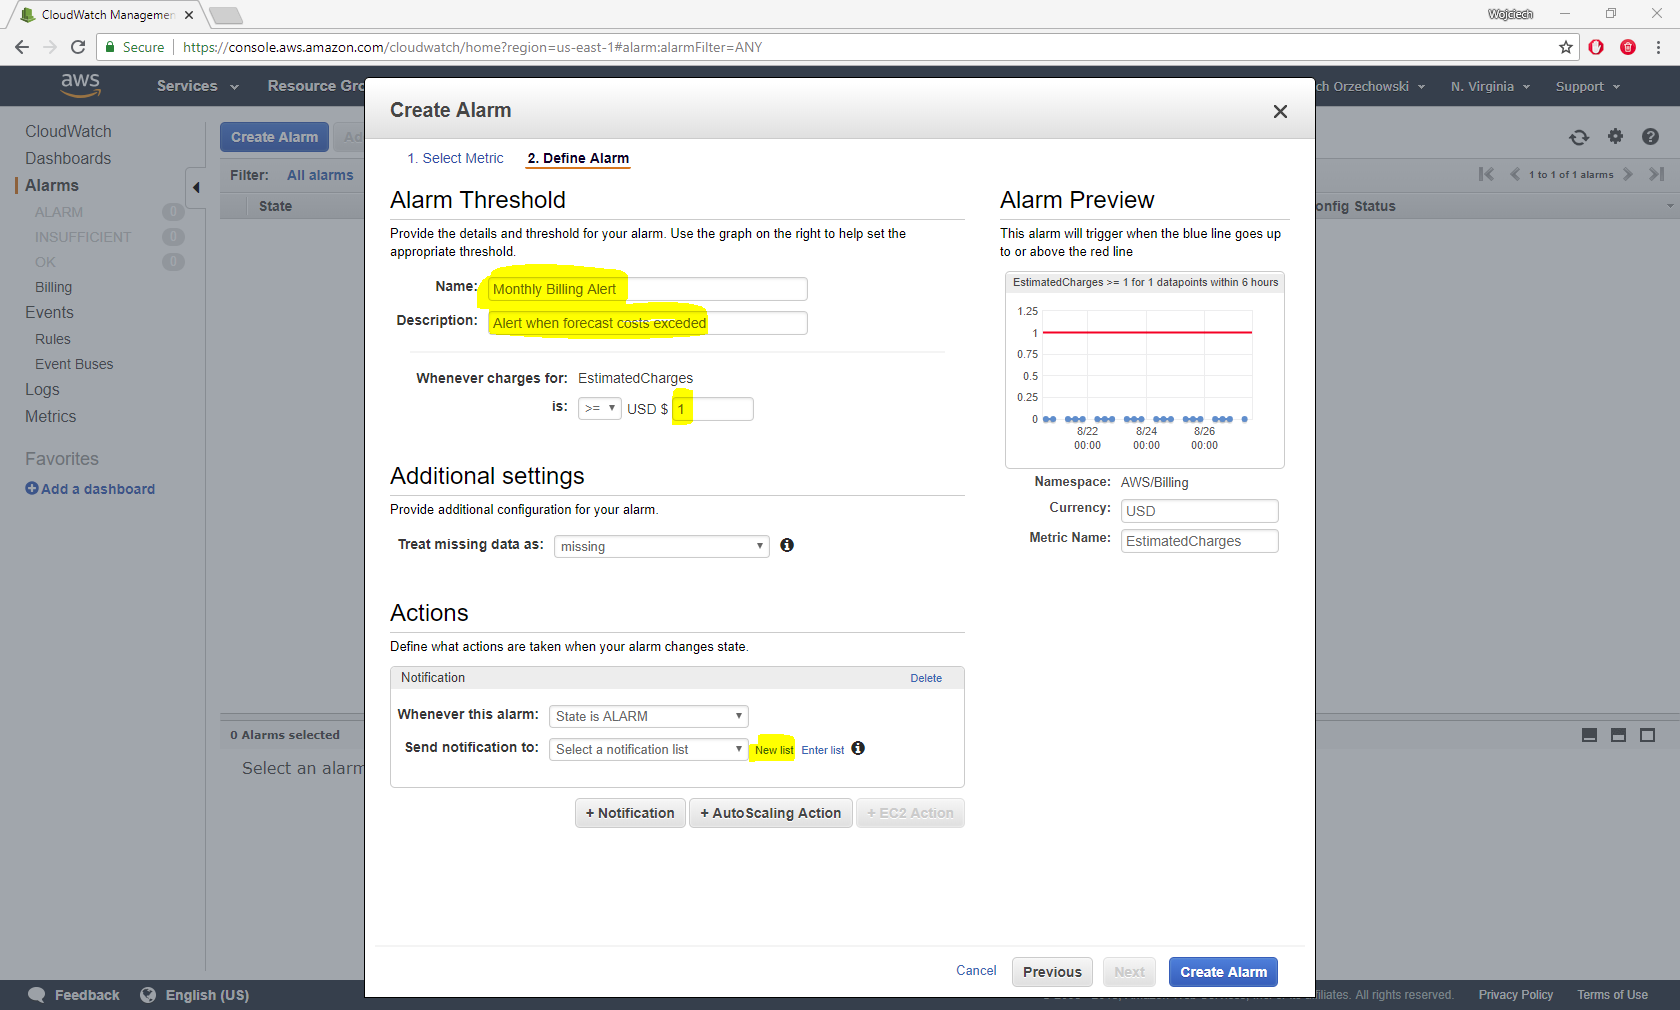 CloudWatch Managemen
Wojciech
Secure
https://console.aws.amazon.com/cloudwatch/home?region=us-east-1#alarm:alarmFilter=ANY
aws
Services
Resource Gro
ch Orzechowski
N. Virginia
Support
CloudWatch
Dashboards
Alarms
ALARM 0
INSUFFICIENT 0
OK 0
Billing
Events
Rules
Event Buses
Logs
Metrics
Favorites
Add a dashboard
Create Alarm
Ad
Filter: All alarms
State
1 to 1 of 1 alarms
onfig Status
0 Alarms selected
Select an alarm
Create Alarm
1. Select Metric
2. Define Alarm
Alarm Threshold
Provide the details and threshold for your alarm. Use the graph on the right to help set the
appropriate threshold.
Name: Monthly Billing Alert
Description: Alert when forecast costs exceded
Whenever charges for: EstimatedCharges
is: >= USD $ 1
Additional settings
Provide additional configuration for your alarm.
Treat missing data as: missing
Actions
Define what actions are taken when your alarm changes state.
Notification
Delete
Whenever this alarm: State is ALARM
Send notification to: Select a notification list New list Enter list
+ Notification
+ AutoScaling Action
+ EC2 Action
Alarm Preview
This alarm will trigger when the blue line goes up
to or above the red line
EstimatedCharges >= 1 for 1 datapoints within 6 hours
1.25
1
0.75
0.5
0.25
0
8/22 8/24 8/26
00:00 00:00 00:00
Namespace: AWS/Billing
Currency: USD
Metric Name: EstimatedCharges
Cancel
Previous
Next
Create Alarm
Feedback
English (US)
ffiliates. All rights reserved.
Privacy Policy
Terms of Use